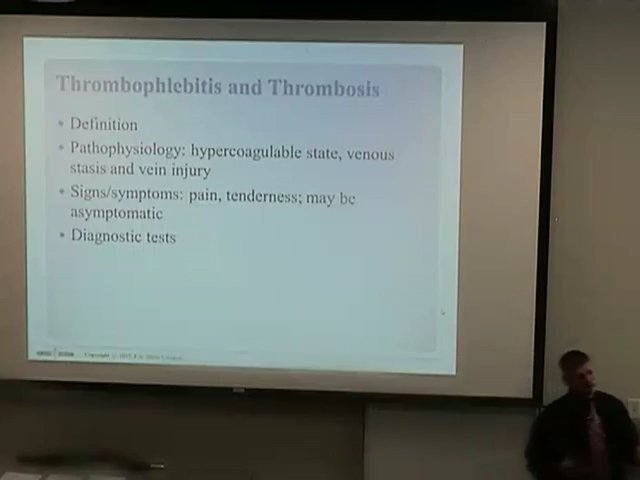 Thrombophlebitis and Thrombosis
• Definition
• Pathophysiology: hypercoagulable state, venous
stasis and vein injury
• Signs/symptoms: pain, tenderness; may be
asymptomatic
• Diagnostic tests
Copyright ©